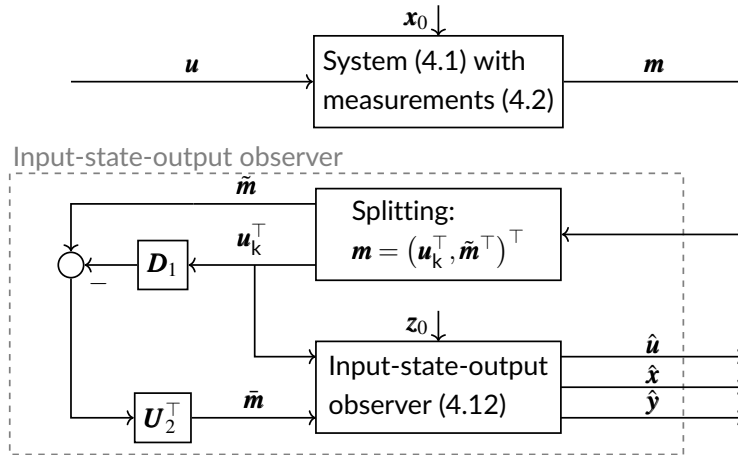 𝒙₀
𝒖
System (4.1) with
measurements (4.2)
𝒎
Input-state-output observer
𝒎̃
Splitting:
𝒎 = (𝒖ₖ^⊤, 𝒎̃^⊤)^⊤
𝒖ₖ^⊤
𝑫₁
−
𝒛₀
Input-state-output
observer (4.12)
𝒖̂
𝒙̂
𝒚̂
𝑼₂^⊤
𝒎̄